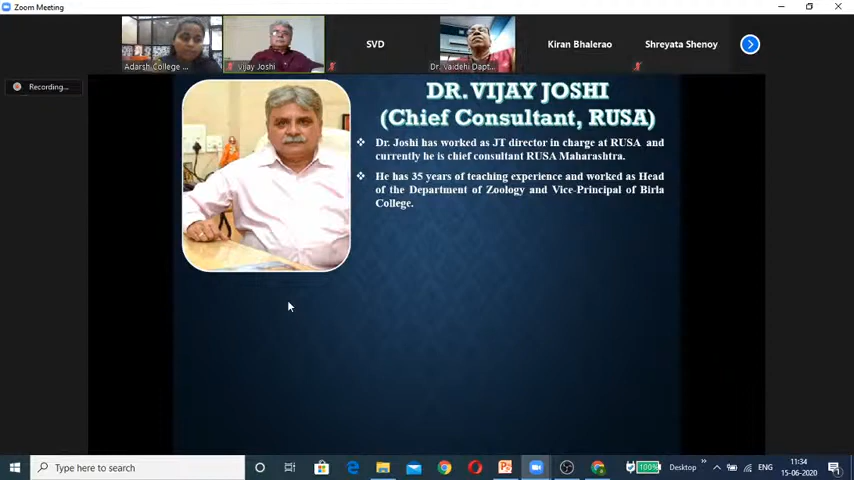 Zoom Meeting
Adarsh College ...
Vijay Joshi
SVD
Dr. Vaidehi Dapt...
Kiran Bhalerao
Shreyata Shenoy
Recording...
DR. VIJAY JOSHI
(Chief Consultant, RUSA)
Dr. Joshi has worked as JT director in charge at RUSA and
currently he is chief consultant RUSA Maharashtra.
He has 35 years of teaching experience and worked as Head
of the Department of Zoology and Vice-Principal of Birla
College.
Type here to search
100%
Desktop
ENG
11:34
15-06-2020